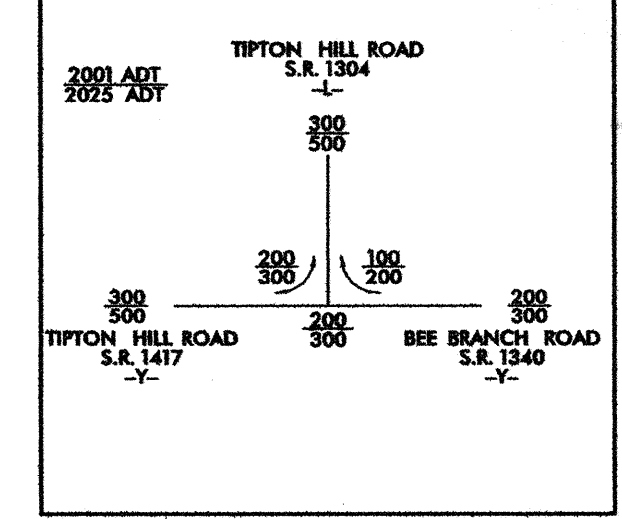 TIPTON HILL ROAD
S.R. 1304
-L-
2001 ADT
2025 ADT
300
500
200
300
100
200
300
500
200
300
200
300
TIPTON HILL ROAD
S.R. 1417
-Y-
BEE BRANCH ROAD
S.R. 1340
-Y-